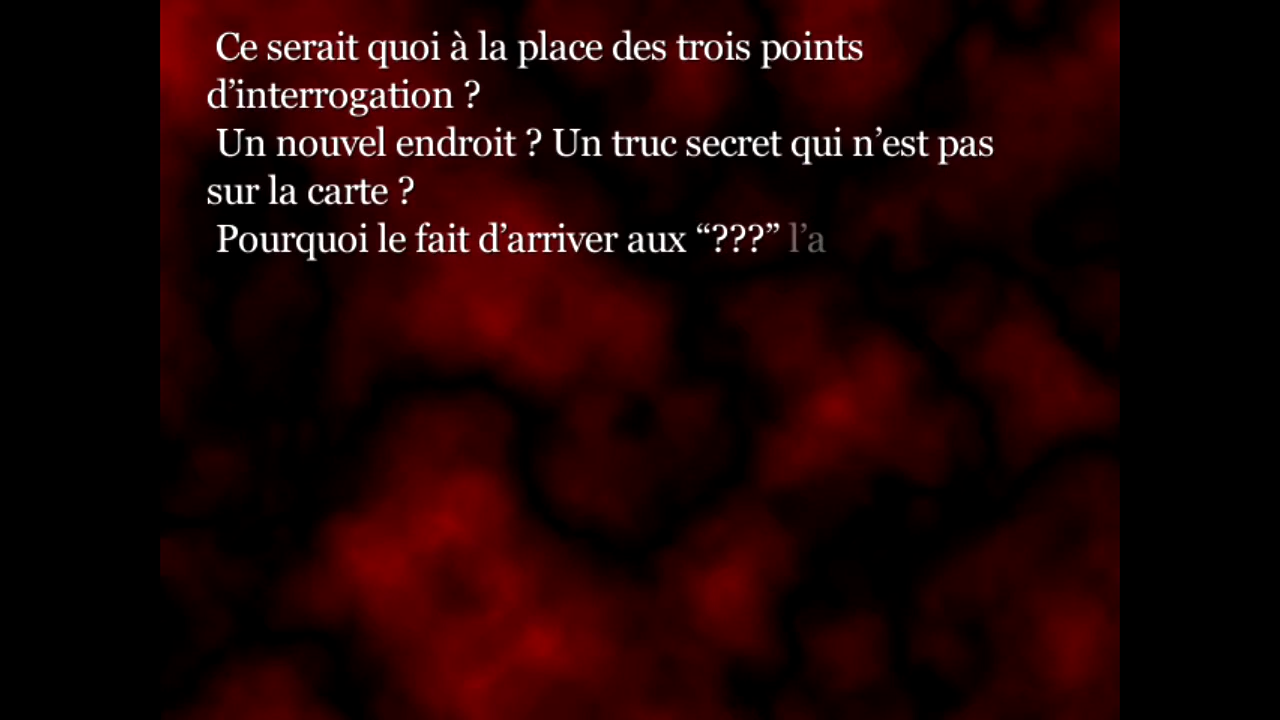 Ce serait quoi à la place des trois points
d’interrogation ?
Un nouvel endroit ? Un truc secret qui n’est pas
sur la carte ?
Pourquoi le fait d’arriver aux “???” l’a